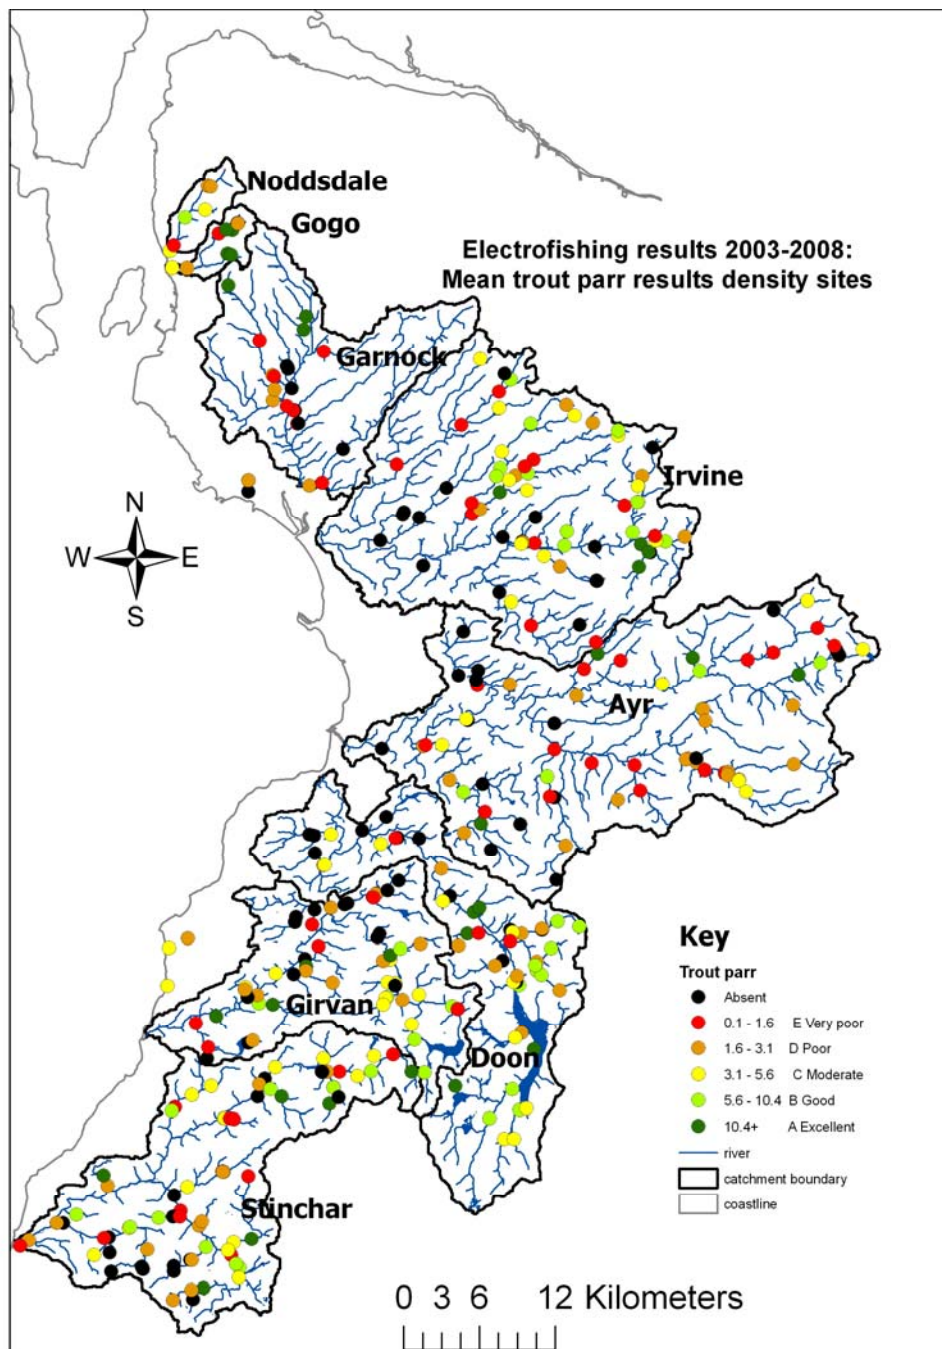 Noddsdale
Gogo
Electrofishing results 2003-2008:
Mean trout parr results density sites
Garnock
Irvine
N
W E
S
Ayr
Key
Trout parr
Absent
0.1 - 1.6 E Very poor
1.6 - 3.1 D Poor
3.1 - 5.6 C Moderate
5.6 - 10.4 B Good
10.4+ A Excellent
river
catchment boundary
coastline
Girvan
Doon
Stinchar
0 3 6 12 Kilometers